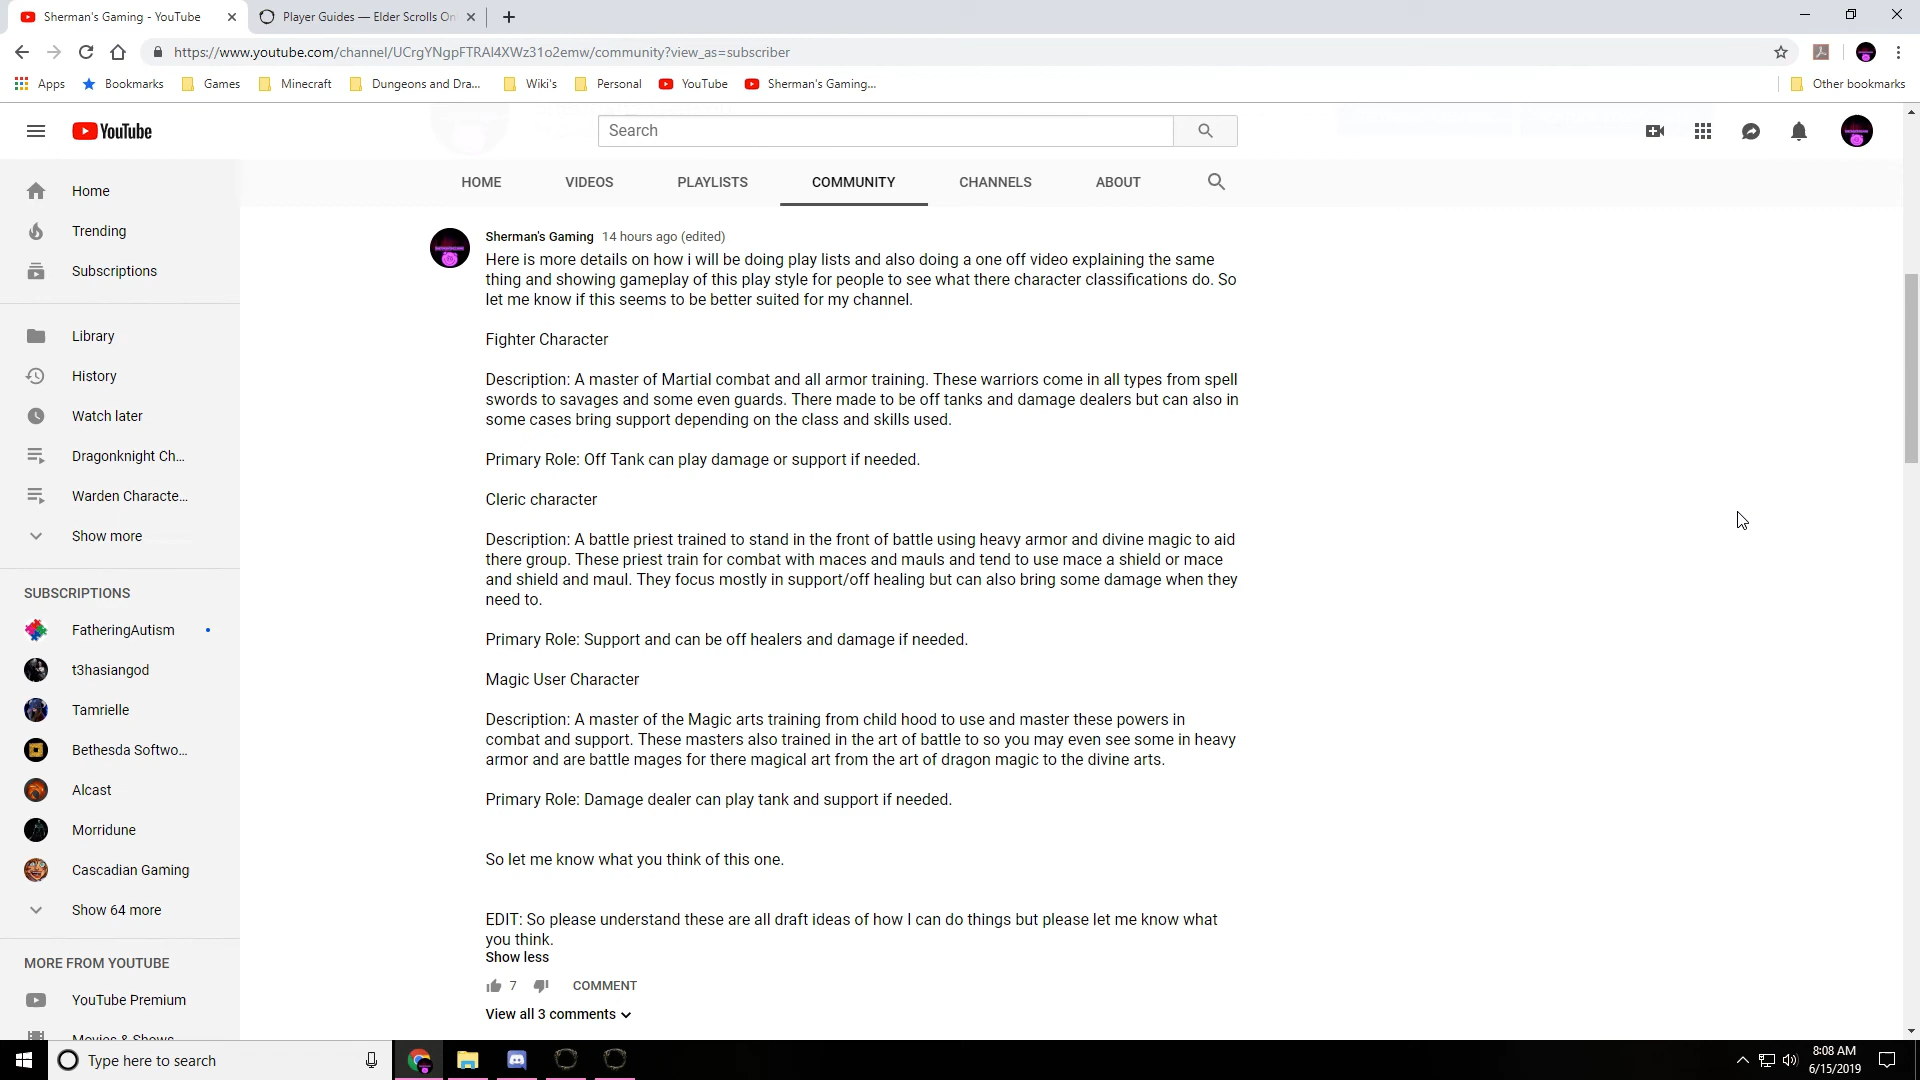 Sherman's Gaming - YouTube
Player Guides — Elder Scrolls On
https://www.youtube.com/channel/UCrgYNgpFTRAI4XWz31o2emw/community?view_as=subscriber
Apps
Bookmarks
Games
Minecraft
Dungeons and Dra...
Wiki's
Personal
YouTube
Sherman's Gaming...
Other bookmarks
YouTube
Search
HOME
VIDEOS
PLAYLISTS
COMMUNITY
CHANNELS
ABOUT
Home
Trending
Subscriptions
Library
History
Watch later
Dragonknight Ch...
Warden Characte...
Show more
SUBSCRIPTIONS
FatheringAutism
t3hasiangod
Tamrielle
Bethesda Softwo...
Alcast
Morridune
Cascadian Gaming
Show 64 more
MORE FROM YOUTUBE
YouTube Premium
Movies & Shows
Sherman's Gaming 14 hours ago (edited)
Here is more details on how i will be doing play lists and also doing a one off video explaining the same
thing and showing gameplay of this play style for people to see what there character classifications do. So
let me know if this seems to be better suited for my channel.
Fighter Character
Description: A master of Martial combat and all armor training. These warriors come in all types from spell
swords to savages and some even guards. There made to be off tanks and damage dealers but can also in
some cases bring support depending on the class and skills used.
Primary Role: Off Tank can play damage or support if needed.
Cleric character
Description: A battle priest trained to stand in the front of battle using heavy armor and divine magic to aid
there group. These priest train for combat with maces and mauls and tend to use mace a shield or mace
and shield and maul. They focus mostly in support/off healing but can also bring some damage when they
need to.
Primary Role: Support and can be off healers and damage if needed.
Magic User Character
Description: A master of the Magic arts training from child hood to use and master these powers in
combat and support. These masters also trained in the art of battle to so you may even see some in heavy
armor and are battle mages for there magical art from the art of dragon magic to the divine arts.
Primary Role: Damage dealer can play tank and support if needed.
So let me know what you think of this one.
EDIT: So please understand these are all draft ideas of how I can do things but please let me know what
you think.
Show less
7
COMMENT
View all 3 comments
Type here to search
8:08 AM
6/15/2019